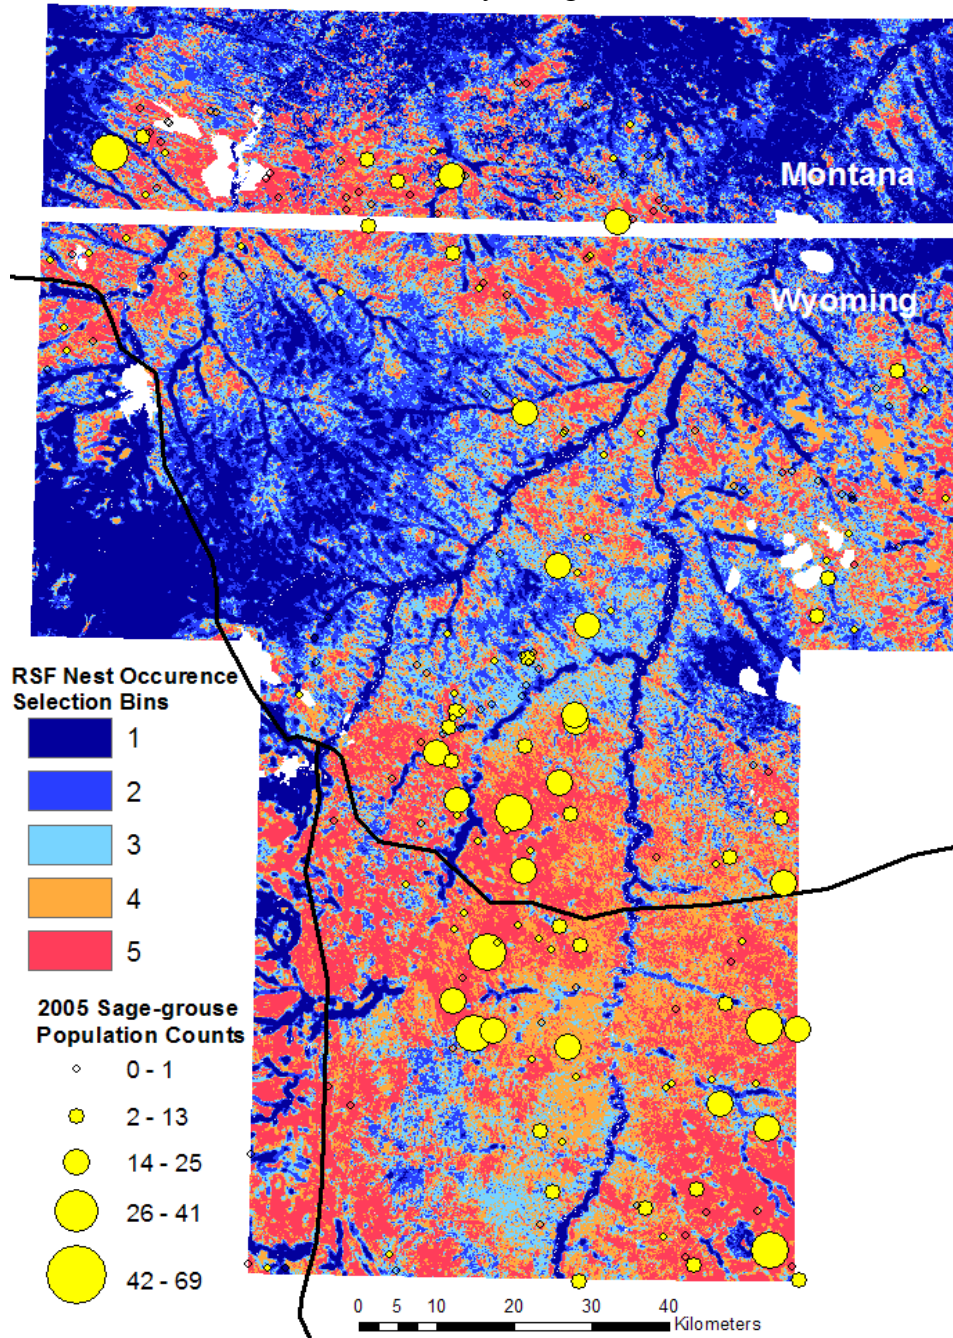 Montana
Wyoming
RSF Nest Occurence
Selection Bins
1
2
3
4
5
2005 Sage-grouse
Population Counts
0 - 1
2 - 13
14 - 25
26 - 41
42 - 69
0 5 10 20 30 40
Kilometers